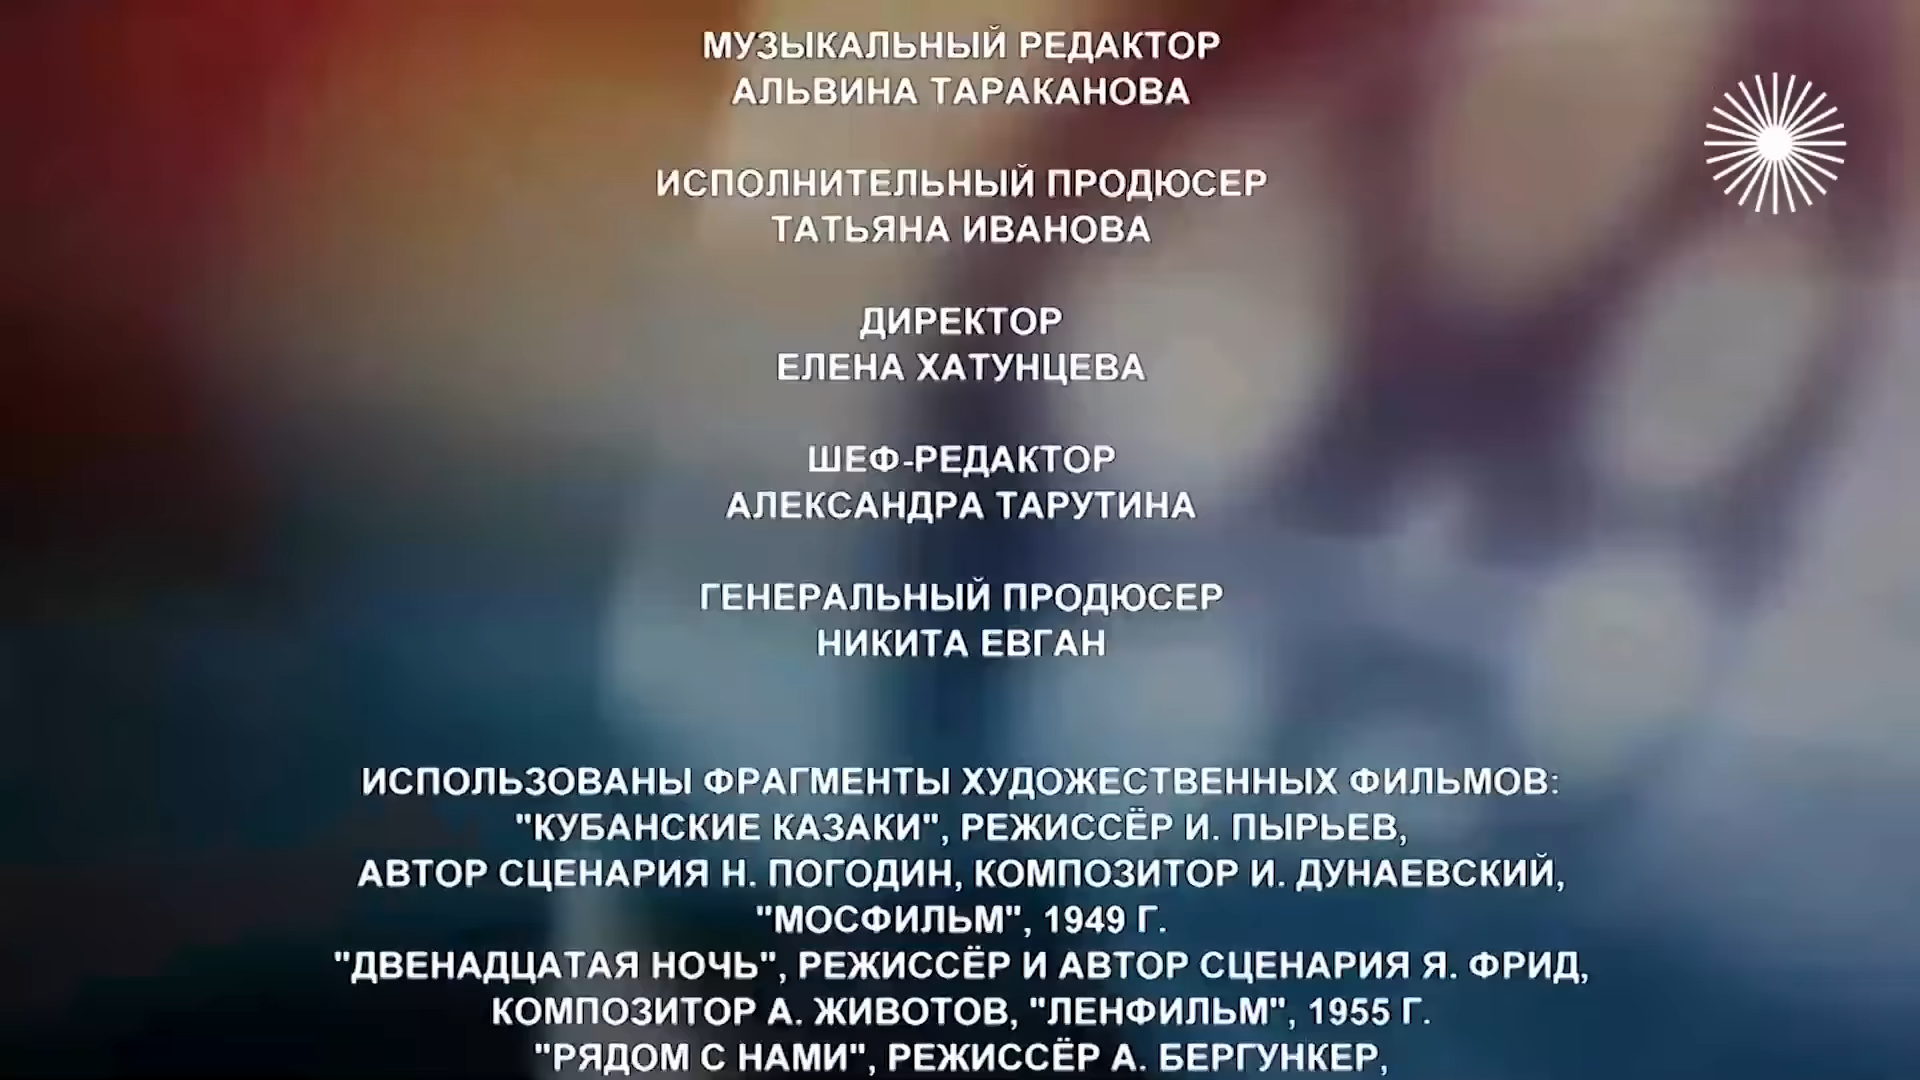 МУЗЫКАЛЬНЫЙ РЕДАКТОР
АЛЬВИНА ТАРАКАНОВА
ИСПОЛНИТЕЛЬНЫЙ ПРОДЮСЕР
ТАТЬЯНА ИВАНОВА
ДИРЕКТОР
ЕЛЕНА ХАТУНЦЕВА
ШЕФ-РЕДАКТОР
АЛЕКСАНДРА ТАРУТИНА
ГЕНЕРАЛЬНЫЙ ПРОДЮСЕР
НИКИТА ЕВГАН
ИСПОЛЬЗОВАНЫ ФРАГМЕНТЫ ХУДОЖЕСТВЕННЫХ ФИЛЬМОВ:
"КУБАНСКИЕ КАЗАКИ", РЕЖИССЁР И. ПЫРЬЕВ,
АВТОР СЦЕНАРИЯ Н. ПОГОДИН, КОМПОЗИТОР И. ДУНАЕВСКИЙ,
"МОСФИЛЬМ", 1949 Г.
"ДВЕНАДЦАТАЯ НОЧЬ", РЕЖИССЁР И АВТОР СЦЕНАРИЯ Я. ФРИД,
КОМПОЗИТОР А. ЖИВОТОВ, "ЛЕНФИЛЬМ", 1955 Г.
"РЯДОМ С НАМИ", РЕЖИССЁР А. БЕРГУНКЕР,